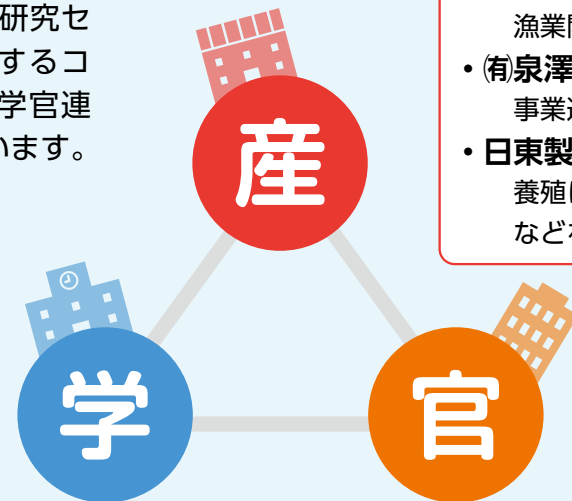 研究セ
するコ
学官連
います。
漁業
・㈲泉澤
事業
・日東製
養殖
などを
産
学
官